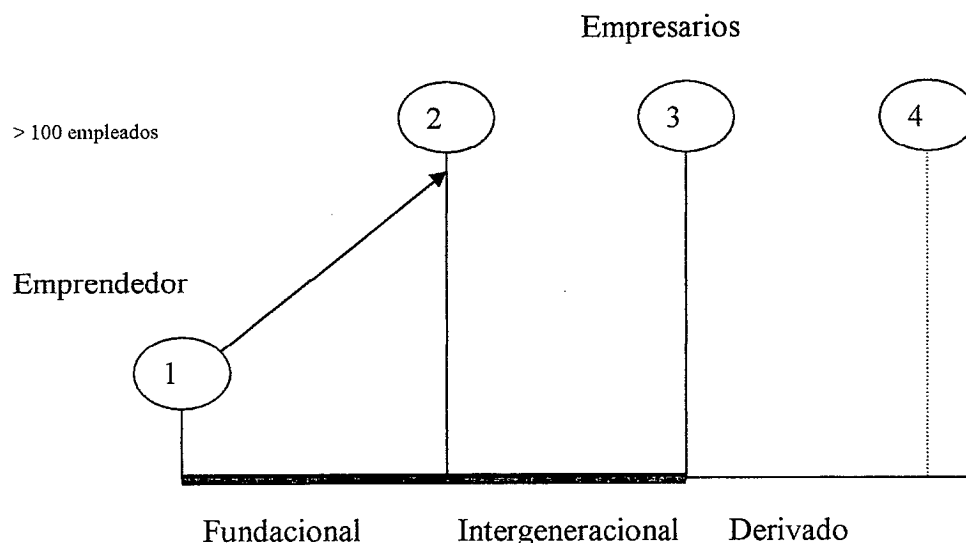 Empresarios
2
3
4
> 100 empleados
Emprendedor
1
Fundacional
Intergeneracional
Derivado